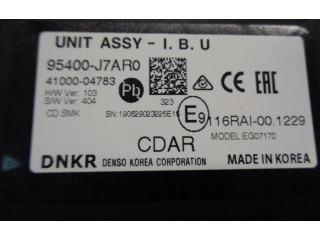 UNIT ASSY - I. B. U
95400-J7AR0
41000-04783
H/W Ver: 103
S/W Ver: 404
CD SMK
Pb
323
CE EAC
E9 116RAI-00.1229
CDAR
MODEL:EG07170
DNKR DENSO KOREA CORPORATION
MADE IN KOREA